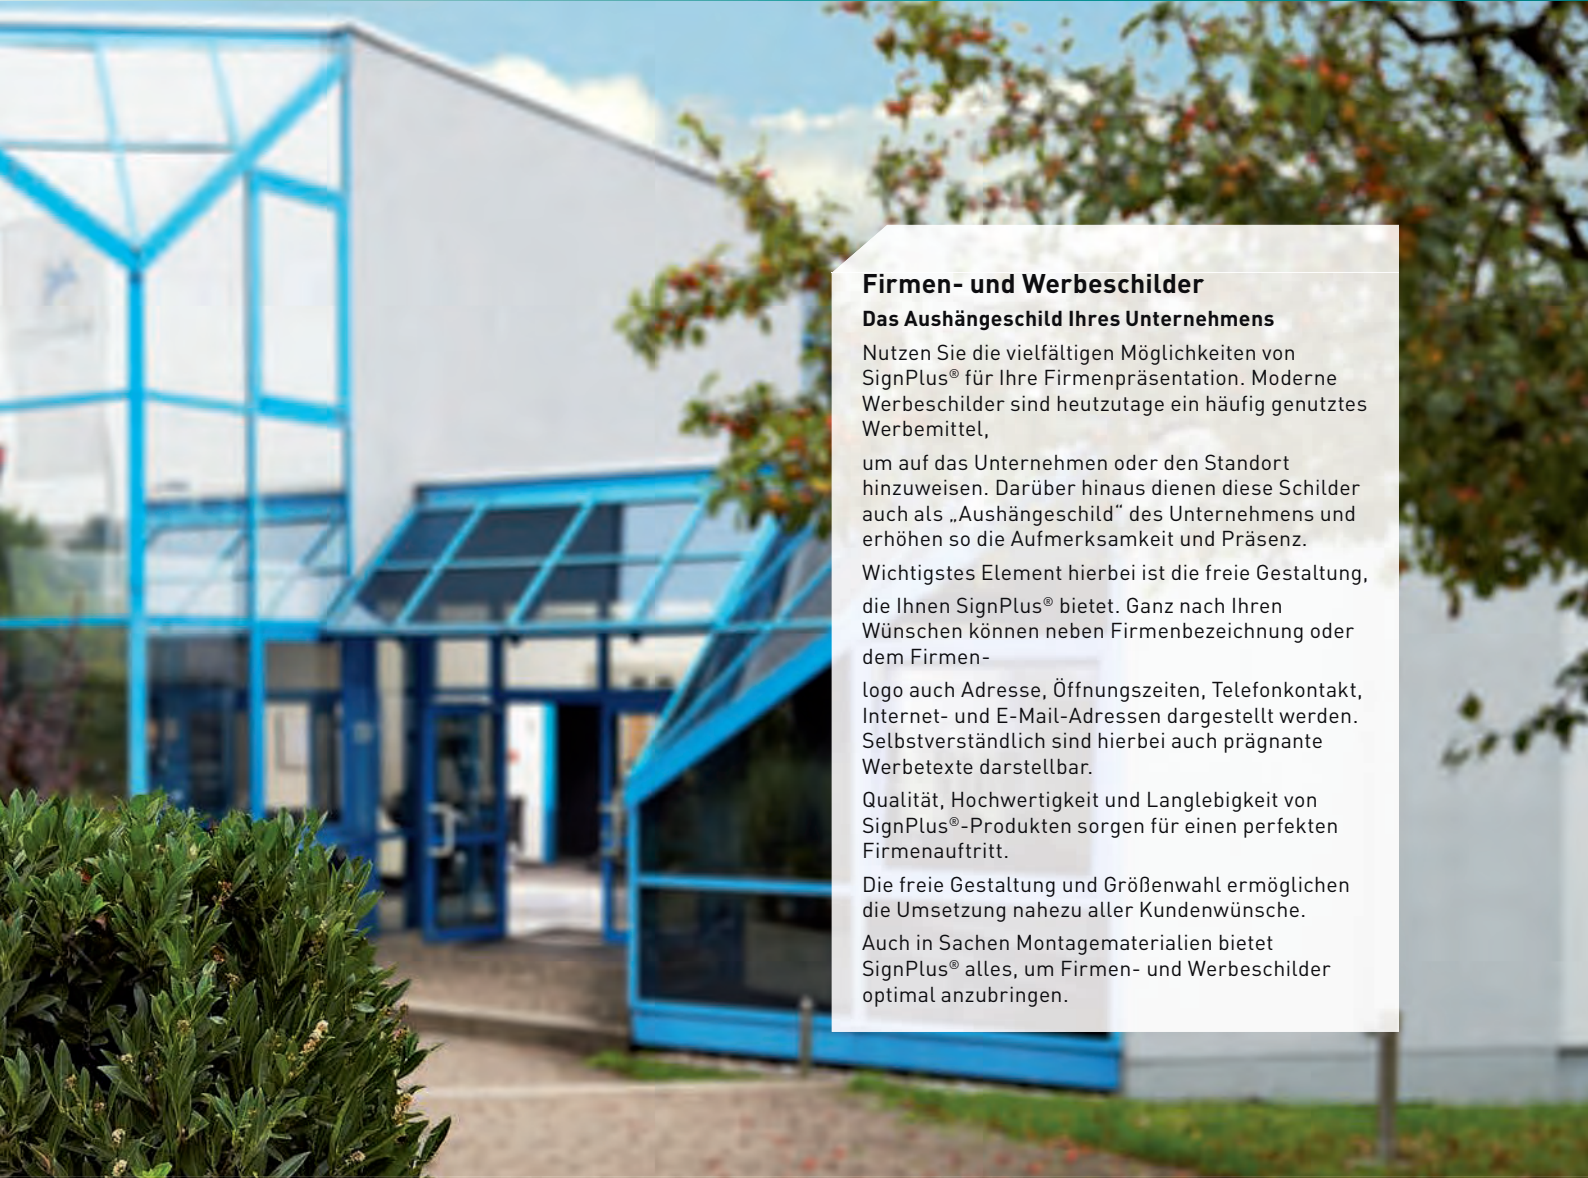 Firmen- und Werbeschilder
Das Aushängeschild Ihres Unternehmens
Nutzen Sie die vielfältigen Möglichkeiten von
SignPlus® für Ihre Firmenpräsentation. Moderne
Werbeschilder sind heutzutage ein häufig genutztes
Werbemittel,
um auf das Unternehmen oder den Standort
hinzuweisen. Darüber hinaus dienen diese Schilder
auch als „Aushängeschild“ des Unternehmens und
erhöhen so die Aufmerksamkeit und Präsenz.
Wichtigstes Element hierbei ist die freie Gestaltung,
die Ihnen SignPlus® bietet. Ganz nach Ihren
Wünschen können neben Firmenbezeichnung oder
dem Firmen-
logo auch Adresse, Öffnungszeiten, Telefonkontakt,
Internet- und E-Mail-Adressen dargestellt werden.
Selbstverständlich sind hierbei auch prägnante
Werbetexte darstellbar.
Qualität, Hochwertigkeit und Langlebigkeit von
SignPlus®-Produkten sorgen für einen perfekten
Firmenauftritt.
Die freie Gestaltung und Größenwahl ermöglichen
die Umsetzung nahezu aller Kundenwünsche.
Auch in Sachen Montagematerialien bietet
SignPlus® alles, um Firmen- und Werbeschilder
optimal anzubringen.